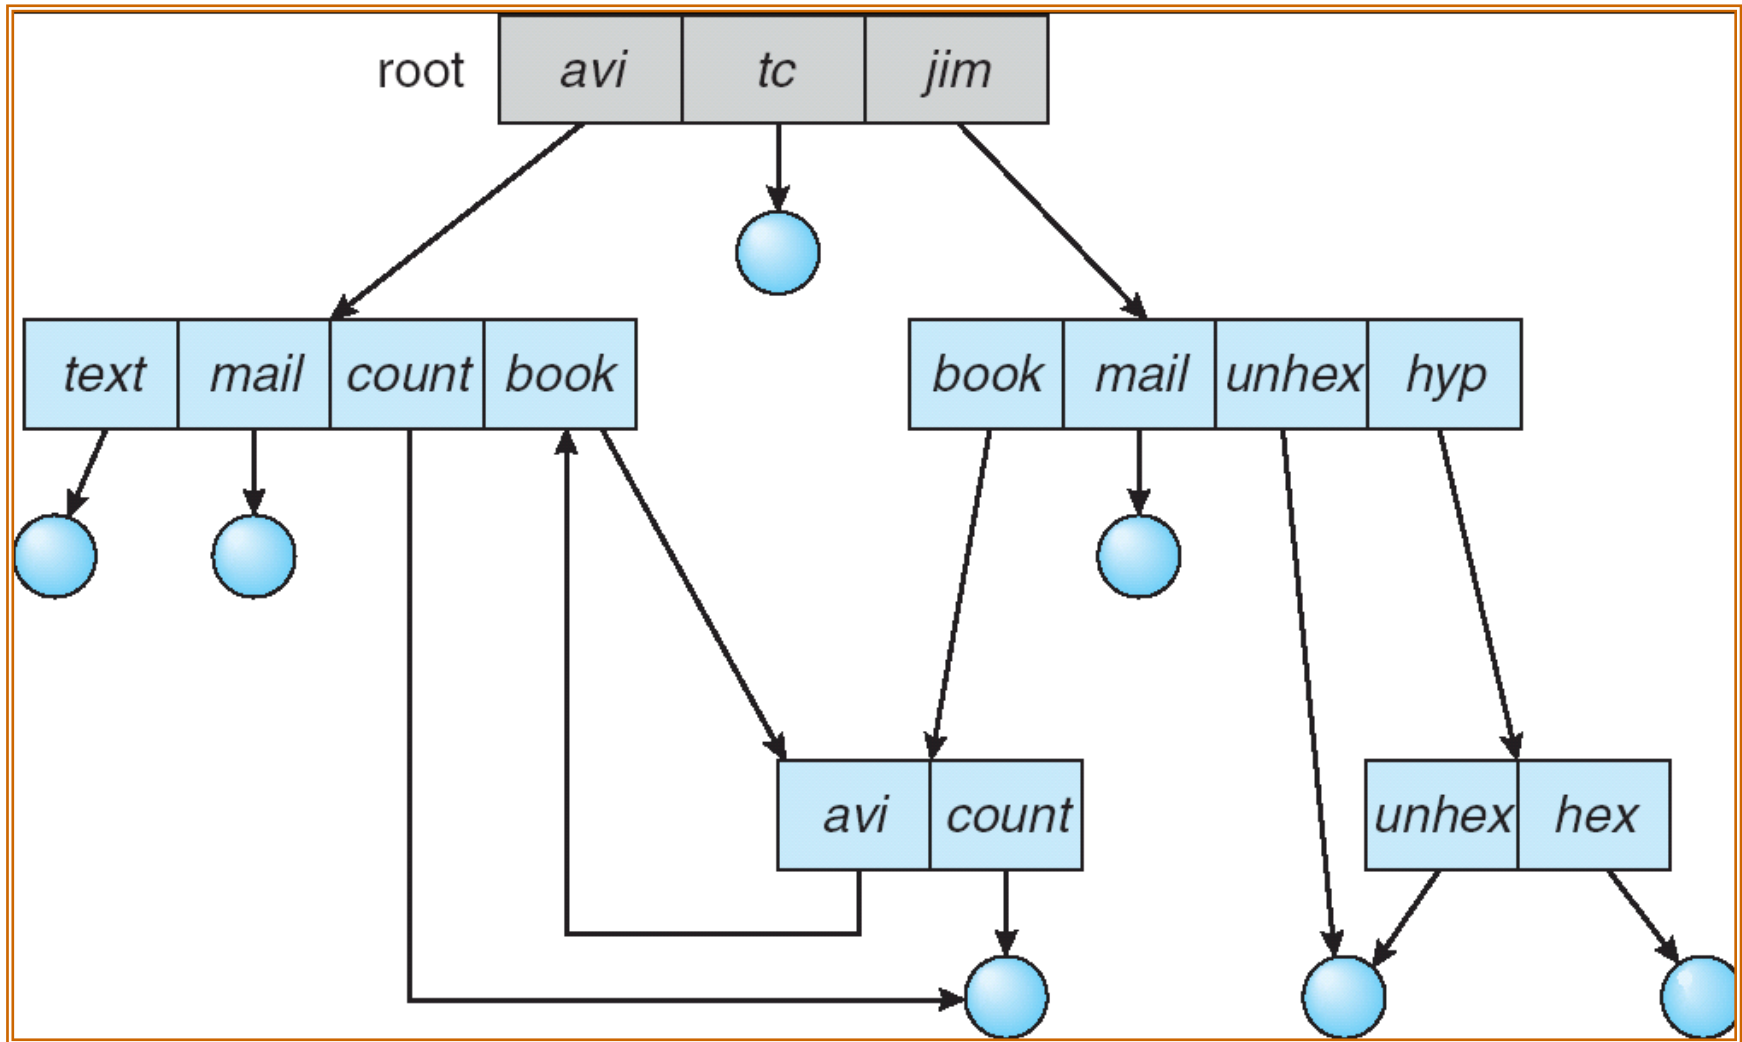 root avi tc jim
text mail count book book mail unhex hyp
avi count unhex hex